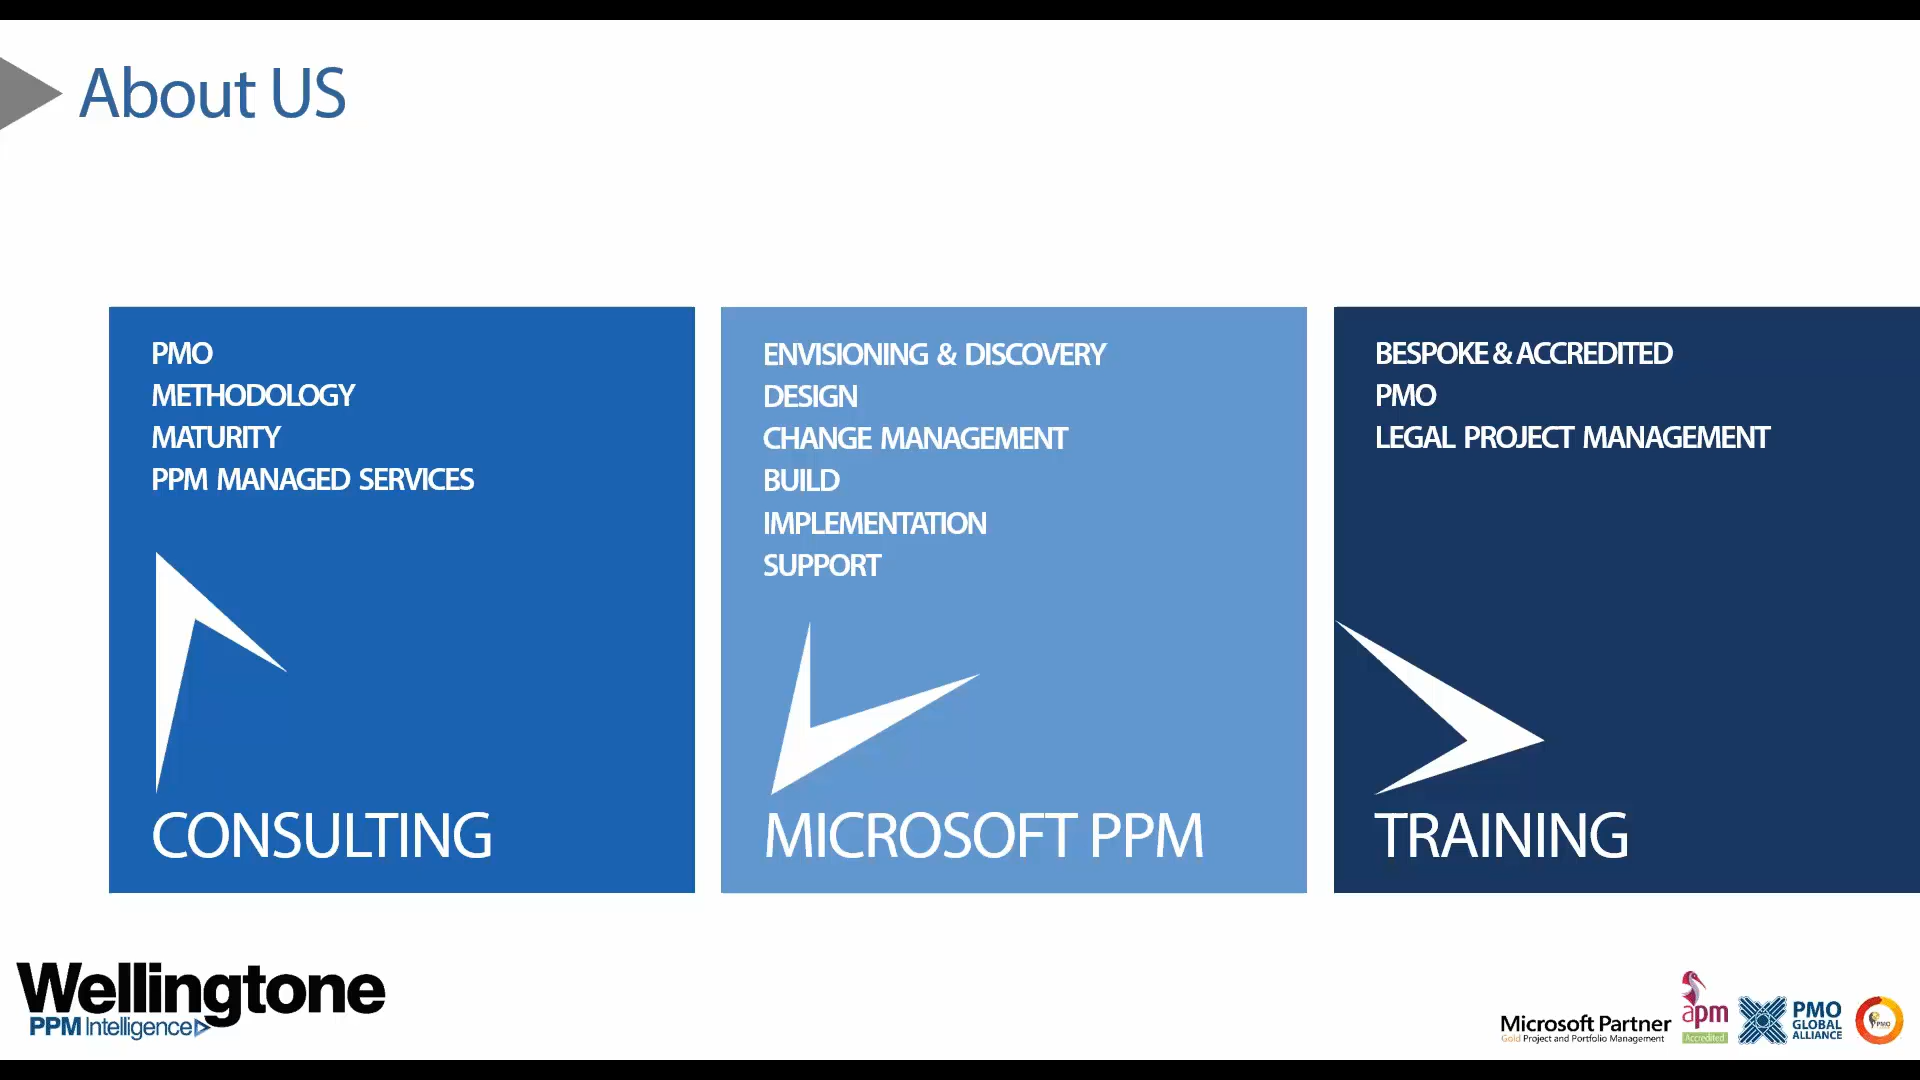 About US
PMO
METHODOLOGY
MATURITY
PPM MANAGED SERVICES
CONSULTING
ENVISIONING & DISCOVERY
DESIGN
CHANGE MANAGEMENT
BUILD
IMPLEMENTATION
SUPPORT
MICROSOFT PPM
BESPOKE & ACCREDITED
PMO
LEGAL PROJECT MANAGEMENT
TRAINING
Wellingtone
PPM Intelligence
Microsoft Partner
Gold Project and Portfolio Management
apm
Accredited
PMO
GLOBAL
ALLIANCE
PMO